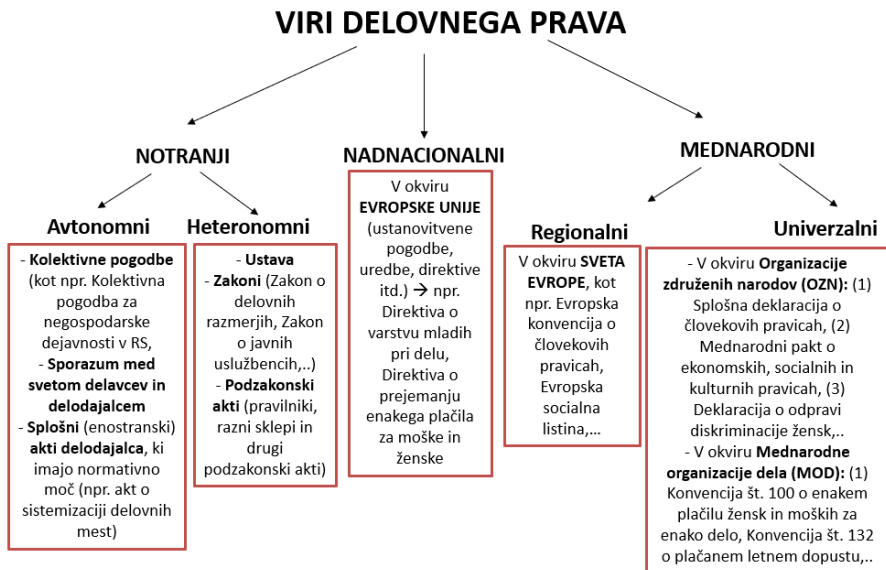 VIRI DELOVNEGA PRAVA
NOTRANJI
Avtonomni
- Kolektivne pogodbe
(kot npr. Kolektivna
pogodba za
negospodarske
dejavnosti v RS,
- Sporazum med
svetom delavcev in
delodajalcem
- Splošni (enostranski)
akti delodajalca, ki
imajo normativno
moč (npr. akt o
sistemizaciji delovnih
mest)
Heteronomni
- Ustava
- Zakoni (Zakon o
delovnih
razmerjih, Zakon
o javnih
uslužbencih,..)
- Podzakonski
akti (pravilniki,
razni sklepi in
drugi
podzakonski akti)
NADNACIONALNI
V okviru
EVROPSKE UNIJE
(ustanovitvene
pogodbe,
uredbe, direktive
itd.) → npr.
Direktiva o
varstvu mladih
pri delu,
Direktiva o
prejemanju
enakega plačila
za moške in
ženske
MEDNARODNI
Regionalni
V okviru SVETA
EVROPE, kot
npr. Evropska
konvencija o
človekovih
pravicah,
Evropska
socialna
listina,...
Univerzalni
- V okviru Organizacije
združenih narodov (OZN): (1)
Splošna deklaracija o
človekovih pravicah, (2)
Mednarodni pakt o
ekonomskih, socialnih in
kulturnih pravicah, (3)
Deklaracija o odpravi
diskriminacije žensk,..
- V okviru Mednarodne
organizacije dela (MOD): (1)
Konvencija št. 100 o enakem
plačilu žensk in moških za
enako delo, Konvencija št. 132
o plačanem letnem dopustu,..